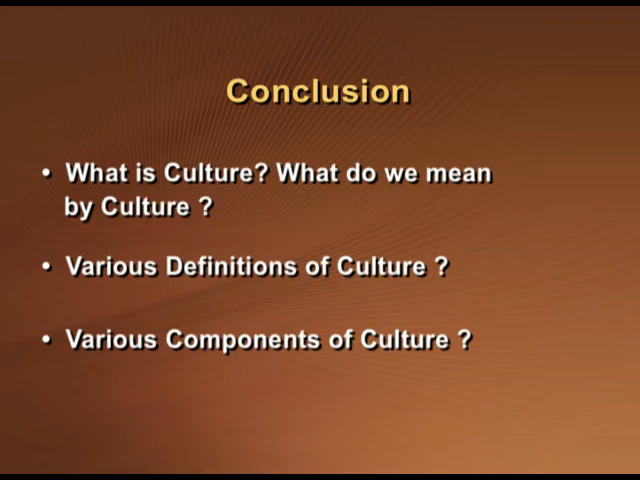 Conclusion
• What is Culture? What do we mean
by Culture ?
• Various Definitions of Culture ?
• Various Components of Culture ?